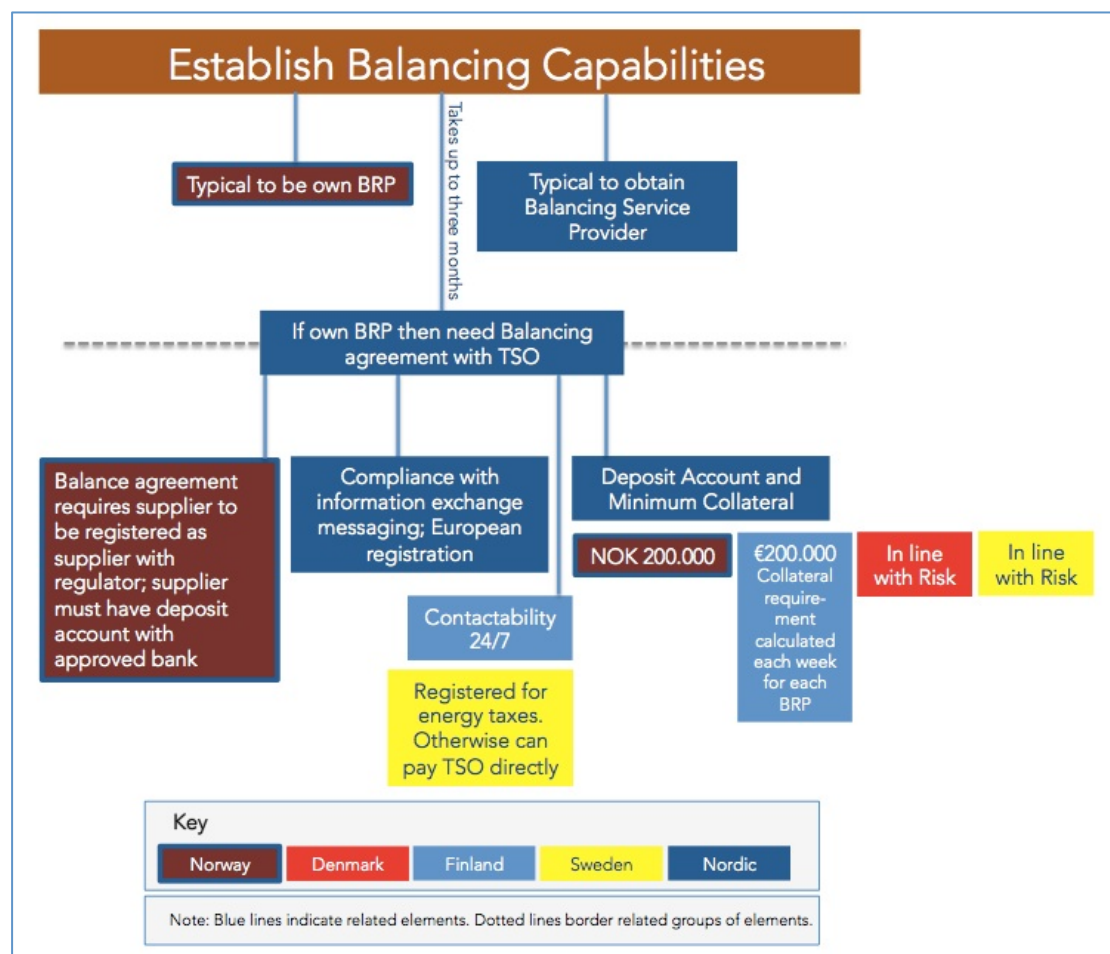 Establish Balancing Capabilities
Takes up to three months
Typical to be own BRP
Typical to obtain
Balancing Service
Provider
If own BRP then need Balancing
agreement with TSO
Balance agreement
requires supplier to
be registered as
supplier with
regulator; supplier
must have deposit
account with
approved bank
Compliance with
information exchange
messaging; European
registration
Deposit Account and
Minimum Collateral
NOK 200.000
€200.000
Collateral
require-
ment
calculated
each week
for each
BRP
In line
with Risk
In line
with Risk
Contactability
24/7
Registered for
energy taxes.
Otherwise can
pay TSO directly
Key
Norway
Denmark
Finland
Sweden
Nordic
Note: Blue lines indicate related elements. Dotted lines border related groups of elements.